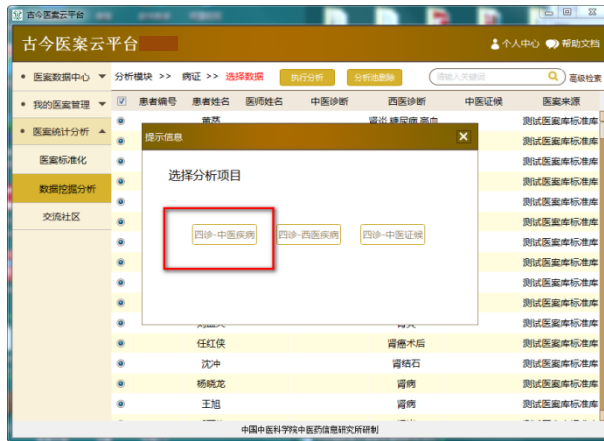 古今医案云平台
古今医案云平台
个人中心 帮助文档
医案数据中心
我的医案管理
医案统计分析
医案标准化
数据挖掘分析
交流社区
分析模块 >> 病证 >> 选择数据 执行分析 分析池删除 请输入关键词 高级检索
患者编号 患者姓名 医师姓名 中医诊断 西医诊断 中医证候 医案来源
测试医案库标准库
提示信息
选择分析项目
四诊-中医疾病 四诊-西医疾病 四诊-中医证候
测试医案库标准库
测试医案库标准库
测试医案库标准库
测试医案库标准库
测试医案库标准库
测试医案库标准库
测试医案库标准库
测试医案库标准库
测试医案库标准库
测试医案库标准库
任红侠 肾癌术后 测试医案库标准库
沈冲 肾结石 测试医案库标准库
杨晓龙 肾病 测试医案库标准库
王旭 肾病 测试医案库标准库
中国中医科学院中医药信息研究所研制